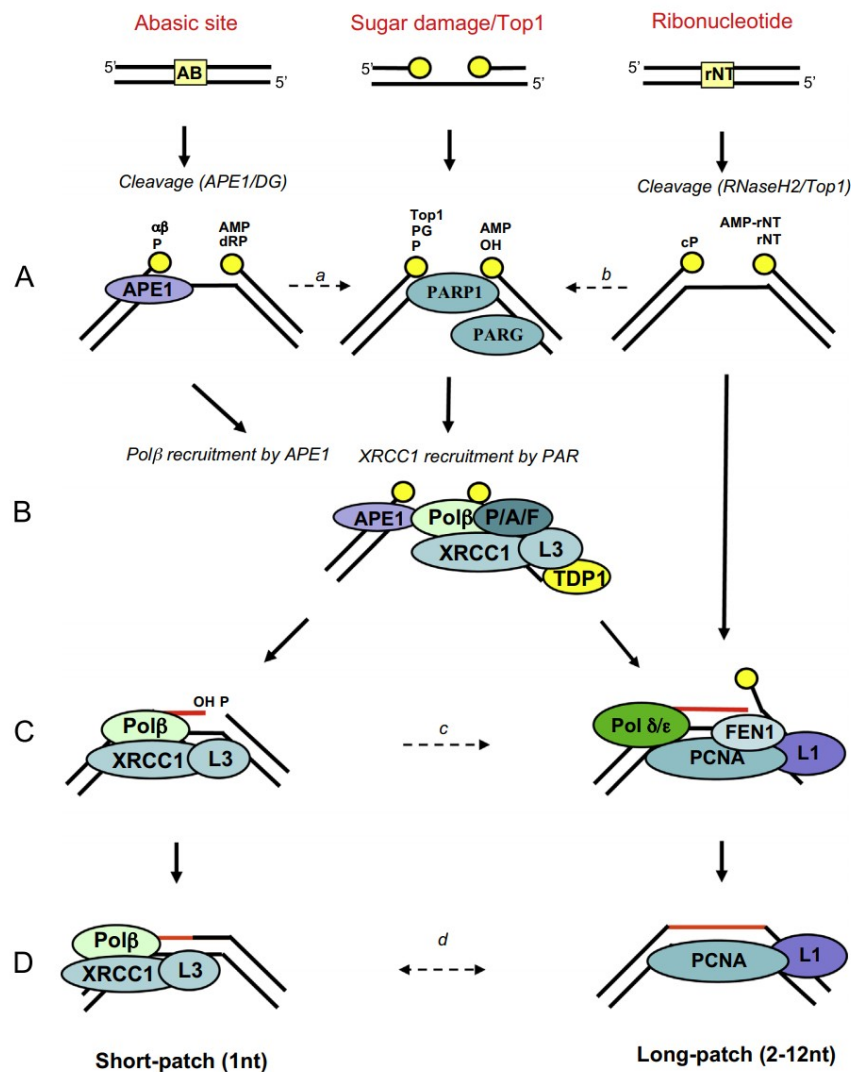 Abasic site
Sugar damage/Top1
Ribonucleotide
5'
AB
5'
5'
5'
5'
rNT
5'
Cleavage (APE1/DG)
Cleavage (RNaseH2/Top1)
A
αβ
P
AMP
dRP
APE1
a
Top1
PG
P
AMP
OH
PARP1
PARG
b
cP
AMP-rNT
rNT
Polβ recruitment by APE1
XRCC1 recruitment by PAR
B
APE1
Polβ
P/A/F
XRCC1
L3
TDP1
C
OH P
Polβ
XRCC1
L3
c
Pol δ/ε
FEN1
PCNA
L1
D
Polβ
XRCC1
L3
d
PCNA
L1
Short-patch (1nt)
Long-patch (2-12nt)